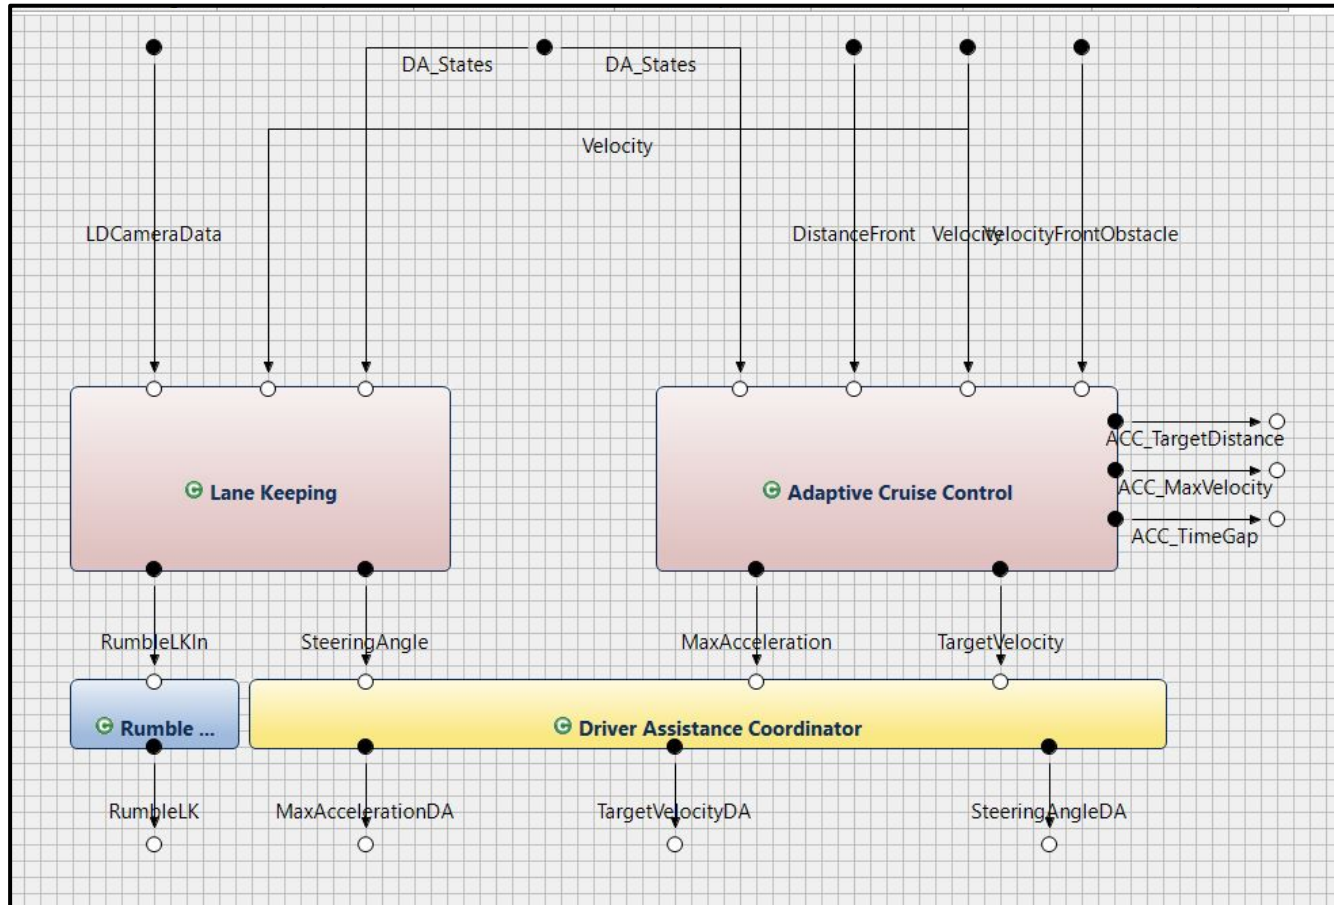 DA_States
DA_States
Velocity
LDCameraData
DistanceFront
Velocity
VelocityFrontObstacle
ACC_TargetDistance
Lane Keeping
Adaptive Cruise Control
ACC_MaxVelocity
ACC_TimeGap
RumbleLKIn
SteeringAngle
MaxAcceleration
TargetVelocity
Rumble ...
Driver Assistance Coordinator
RumbleLK
MaxAccelerationDA
TargetVelocityDA
SteeringAngleDA